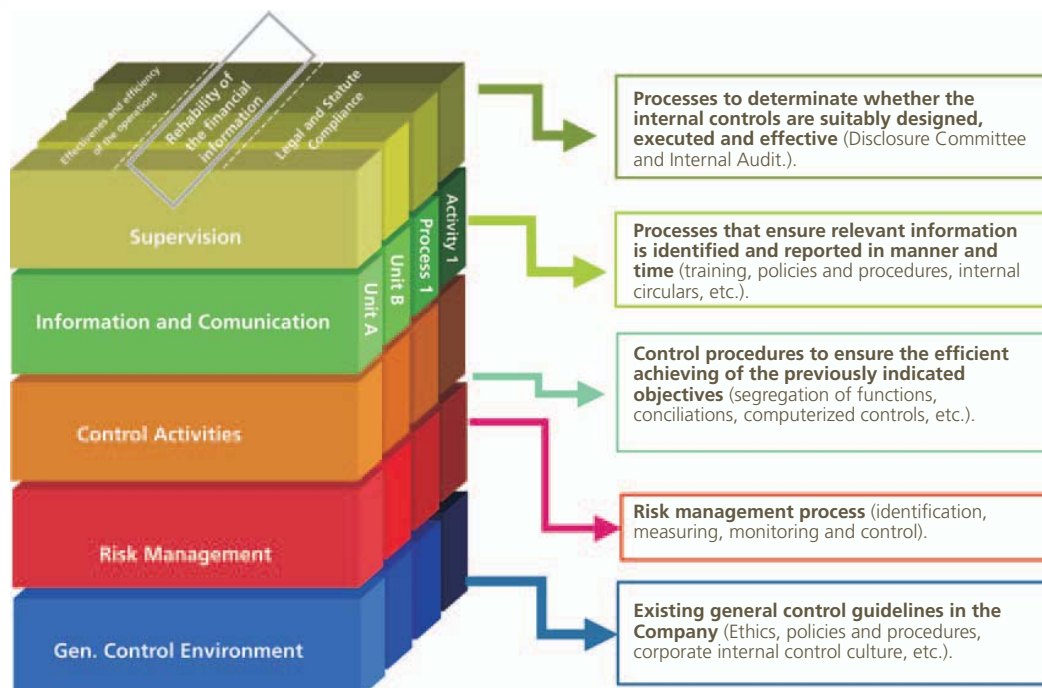 Effectivenes and efficiency
of the operations
Rehability of
the Financial
information
Legal and Statute
Compliance
Supervision
Information and Comunication
Control Activities
Risk Management
Gen. Control Environment
Unit A
Unit B
Process 1
Activity 1
Processes to determinate whether the
internal controls are suitably designed,
executed and effective (Disclosure Committee
and Internal Audit.).
Processes that ensure relevant information
is identified and reported in manner and
time (training, policies and procedures, internal
circulars, etc.).
Control procedures to ensure the efficient
achieving of the previously indicated
objectives (segregation of functions,
conciliations, computerized controls, etc.).
Risk management process (identification,
measuring, monitoring and control).
Existing general control guidelines in the
Company (Ethics, policies and procedures,
corporate internal control culture, etc.).